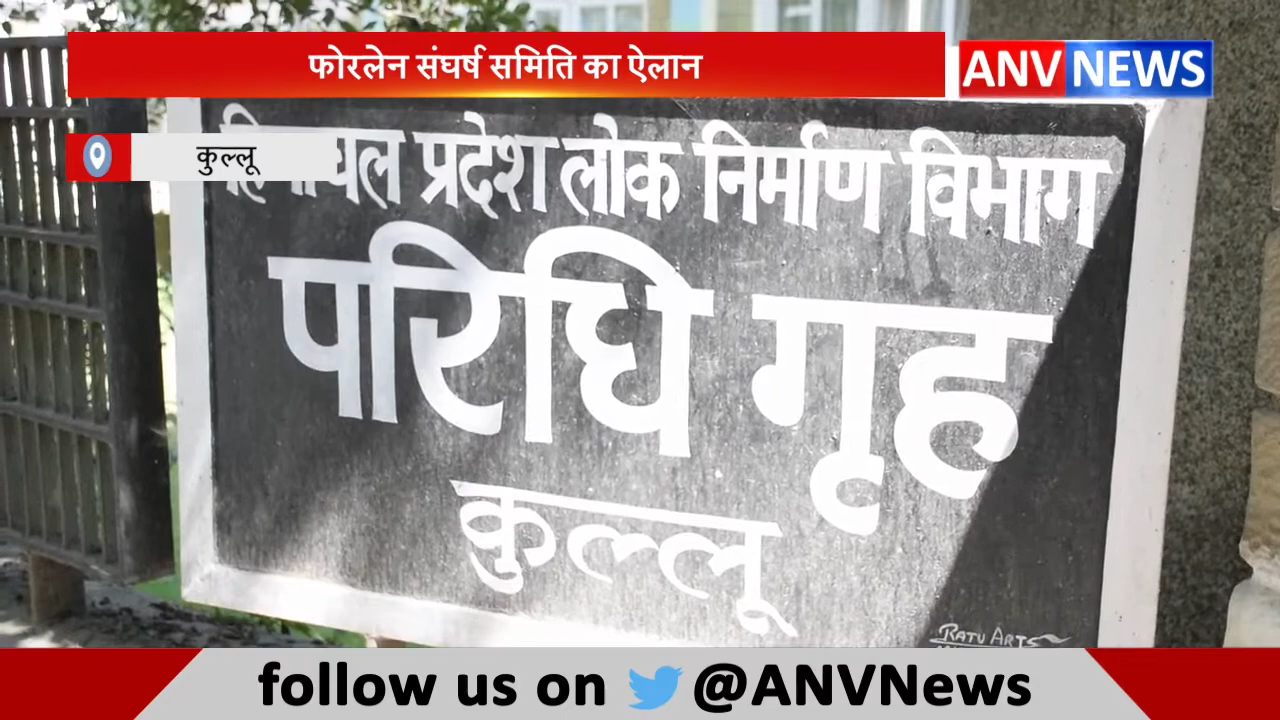 फोरलेन संघर्ष समिति का ऐलान
ANV NEWS
कुल्लू
प्रदेश लोक निर्माण विभाग
परिधि गृह
कुल्लू
RATU ARTS
follow us on @ANVNews